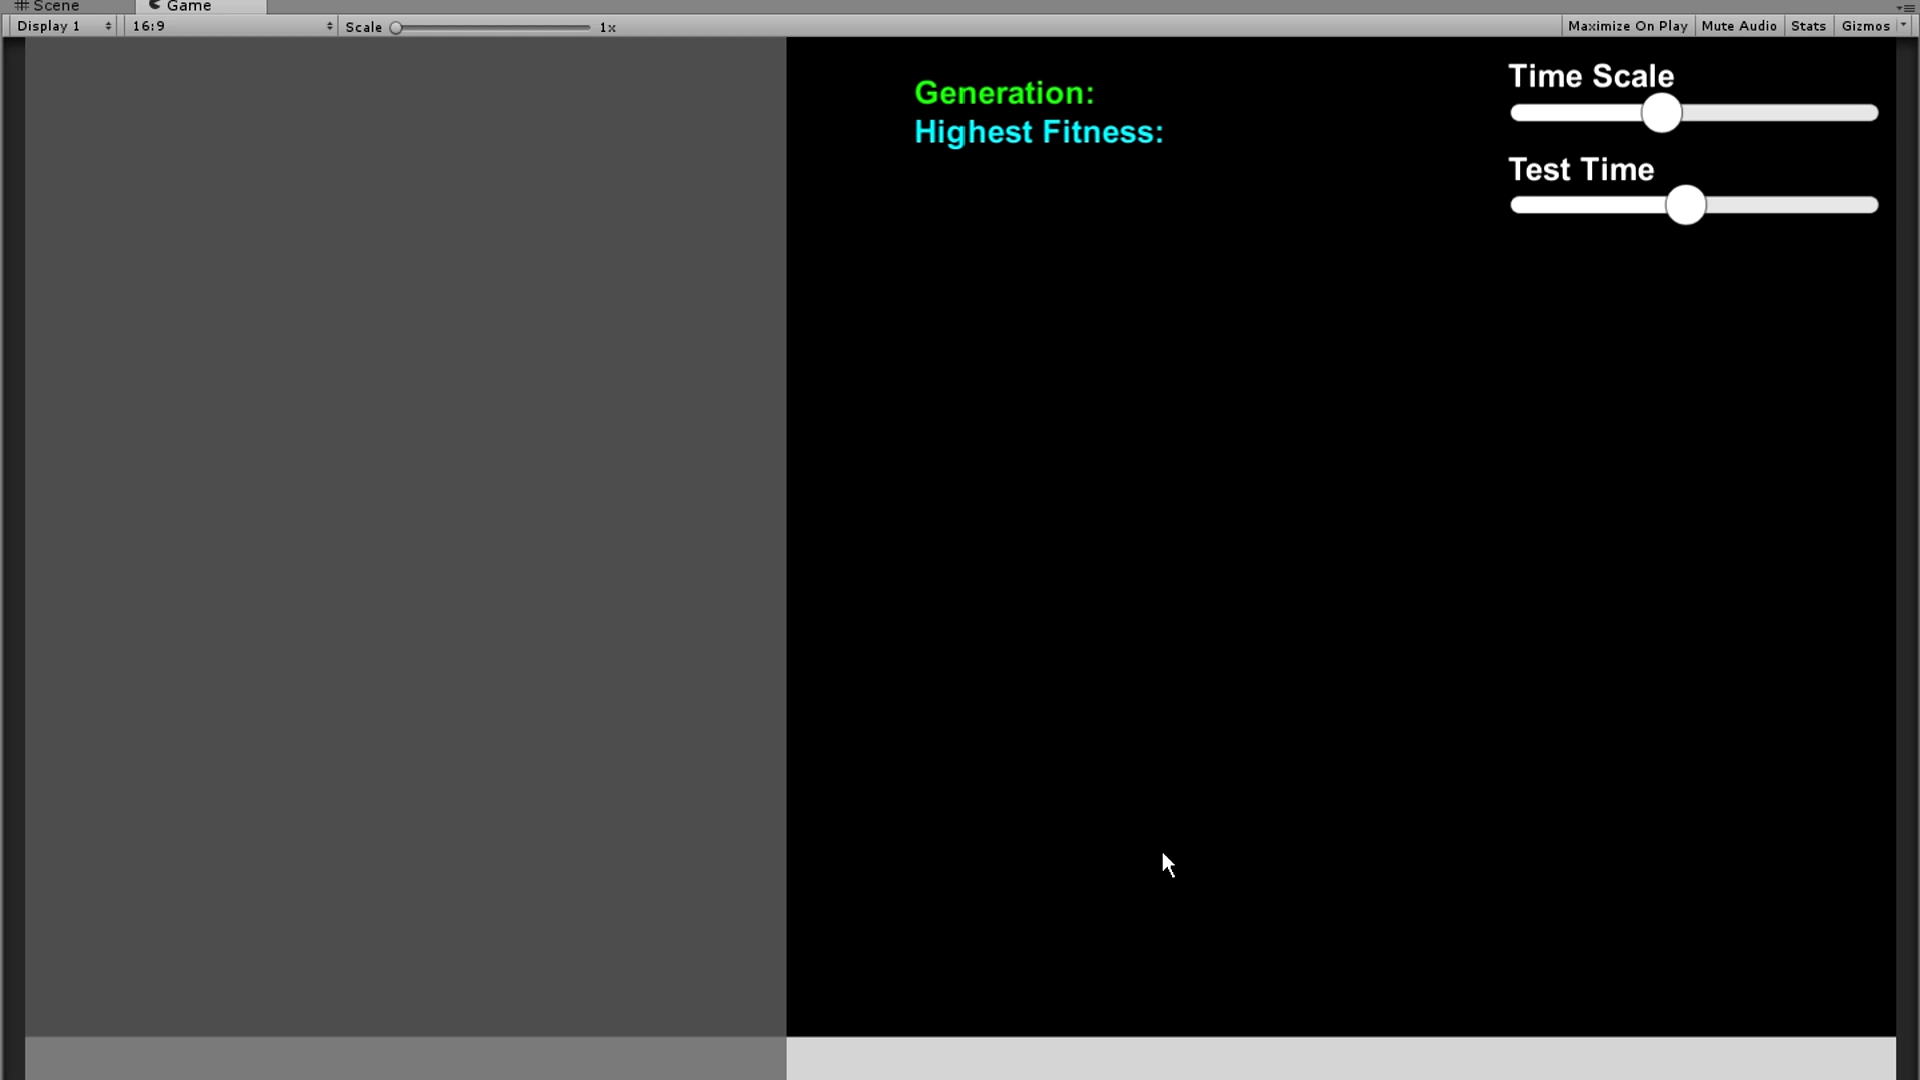 Scene Game
Display 1 16:9 Scale 1x Maximize On Play Mute Audio Stats Gizmos
Generation:
Highest Fitness:
Time Scale
Test Time